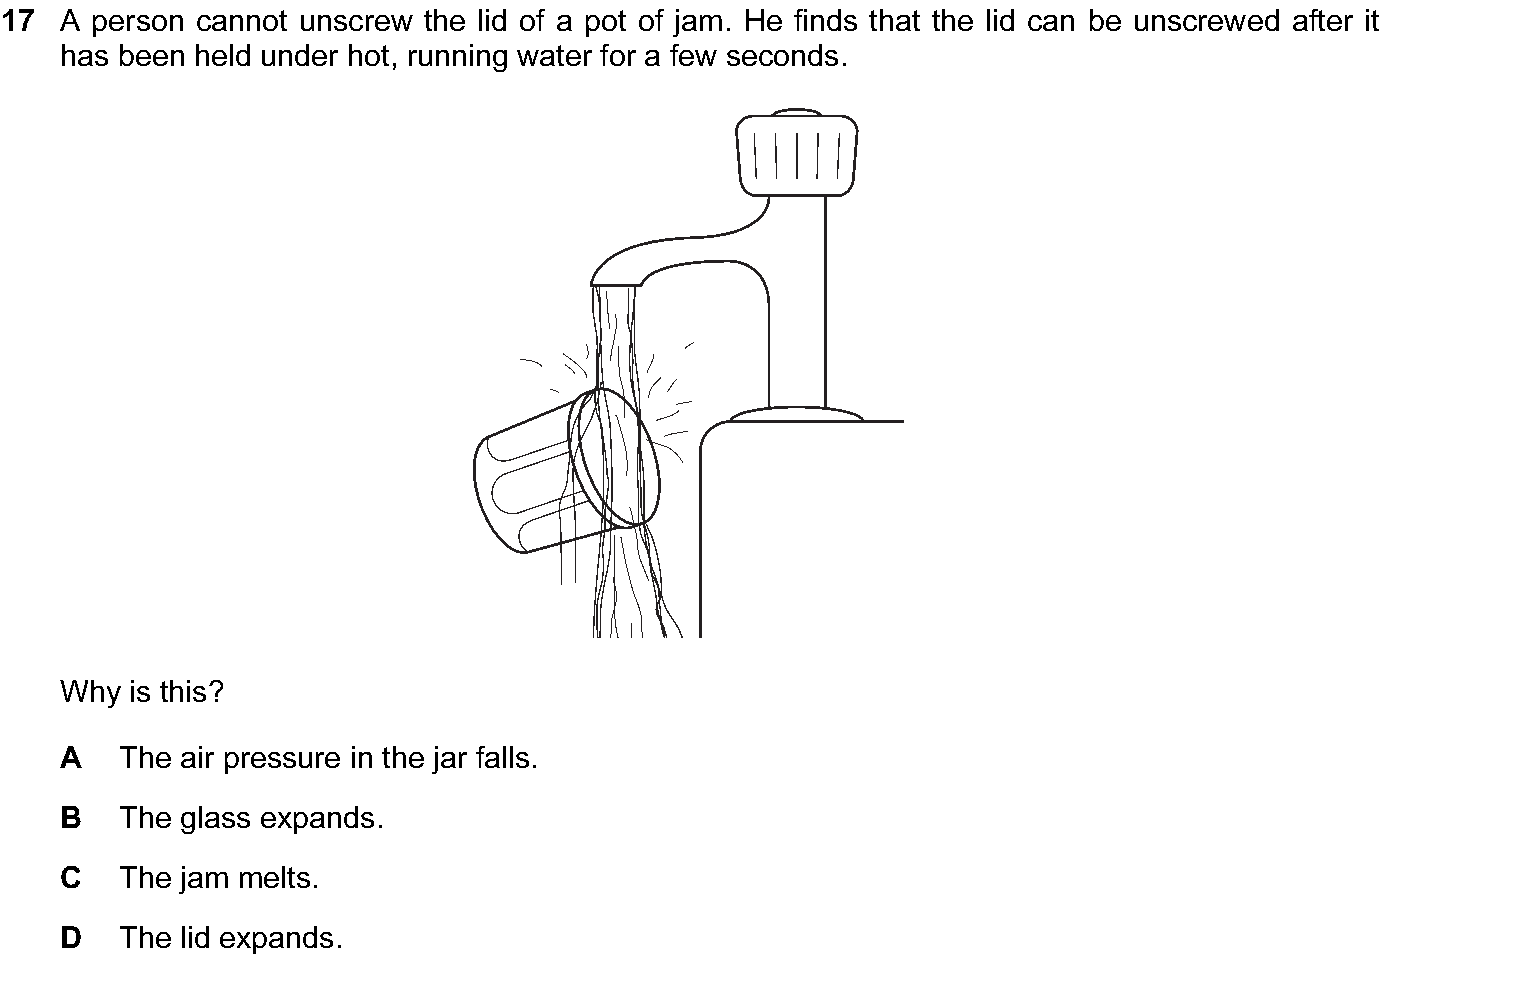 17 A person cannot unscrew the lid of a pot of jam. He finds that the lid can be unscrewed after it
has been held under hot, running water for a few seconds.
Why is this?
A The air pressure in the jar falls.
B The glass expands.
C The jam melts.
D The lid expands.